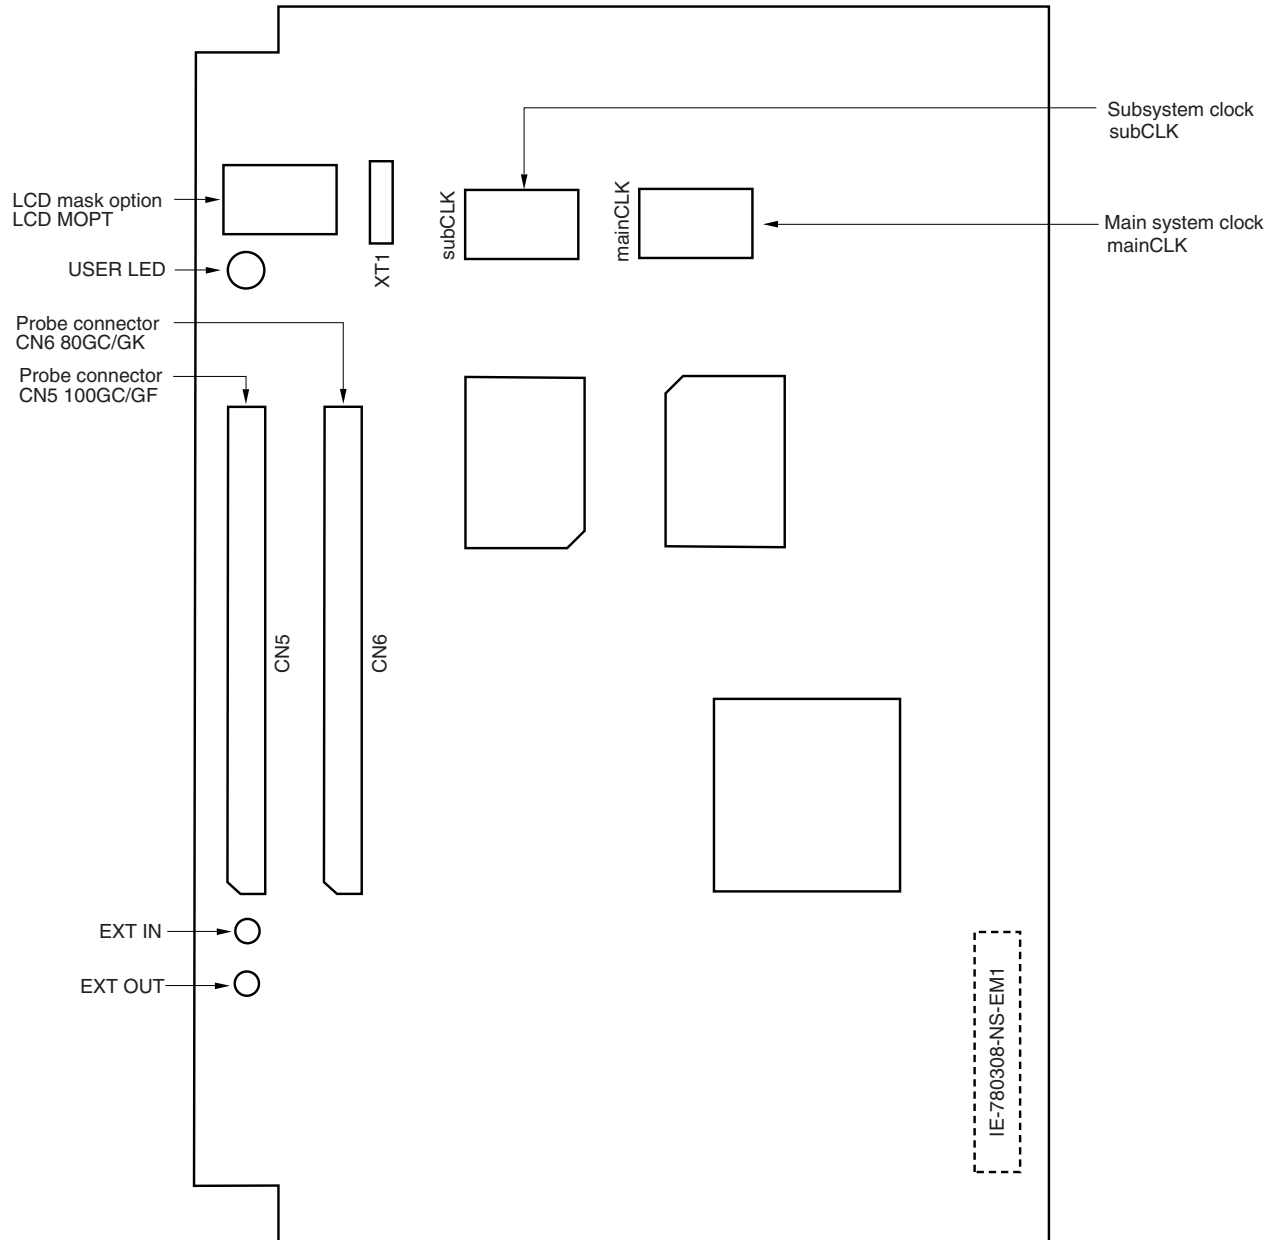 Subsystem clock
subCLK
LCD mask option
LCD MOPT
XT1
subCLK
mainCLK
Main system clock
mainCLK
USER LED
Probe connector
CN6 80GC/GK
Probe connector
CN5 100GC/GF
CN5
CN6
EXT IN
EXT OUT
IE-780308-NS-EM1